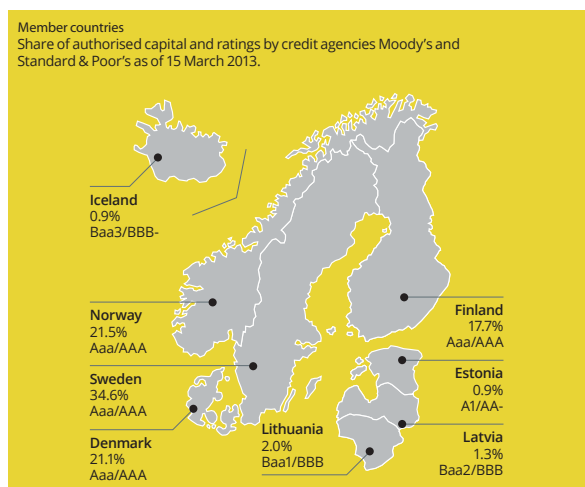 Member countries
Share of authorised capital and ratings by credit agencies Moody's and
Standard & Poor's as of 15 March 2013.
Iceland
0.9%
Baa3/BBB-
Norway
21.5%
Aaa/AAA
Sweden
34.6%
Aaa/AAA
Denmark
21.1%
Aaa/AAA
Lithuania
2.0%
Baa1/BBB
Finland
17.7%
Aaa/AAA
Estonia
0.9%
A1/AA-
Latvia
1.3%
Baa2/BBB